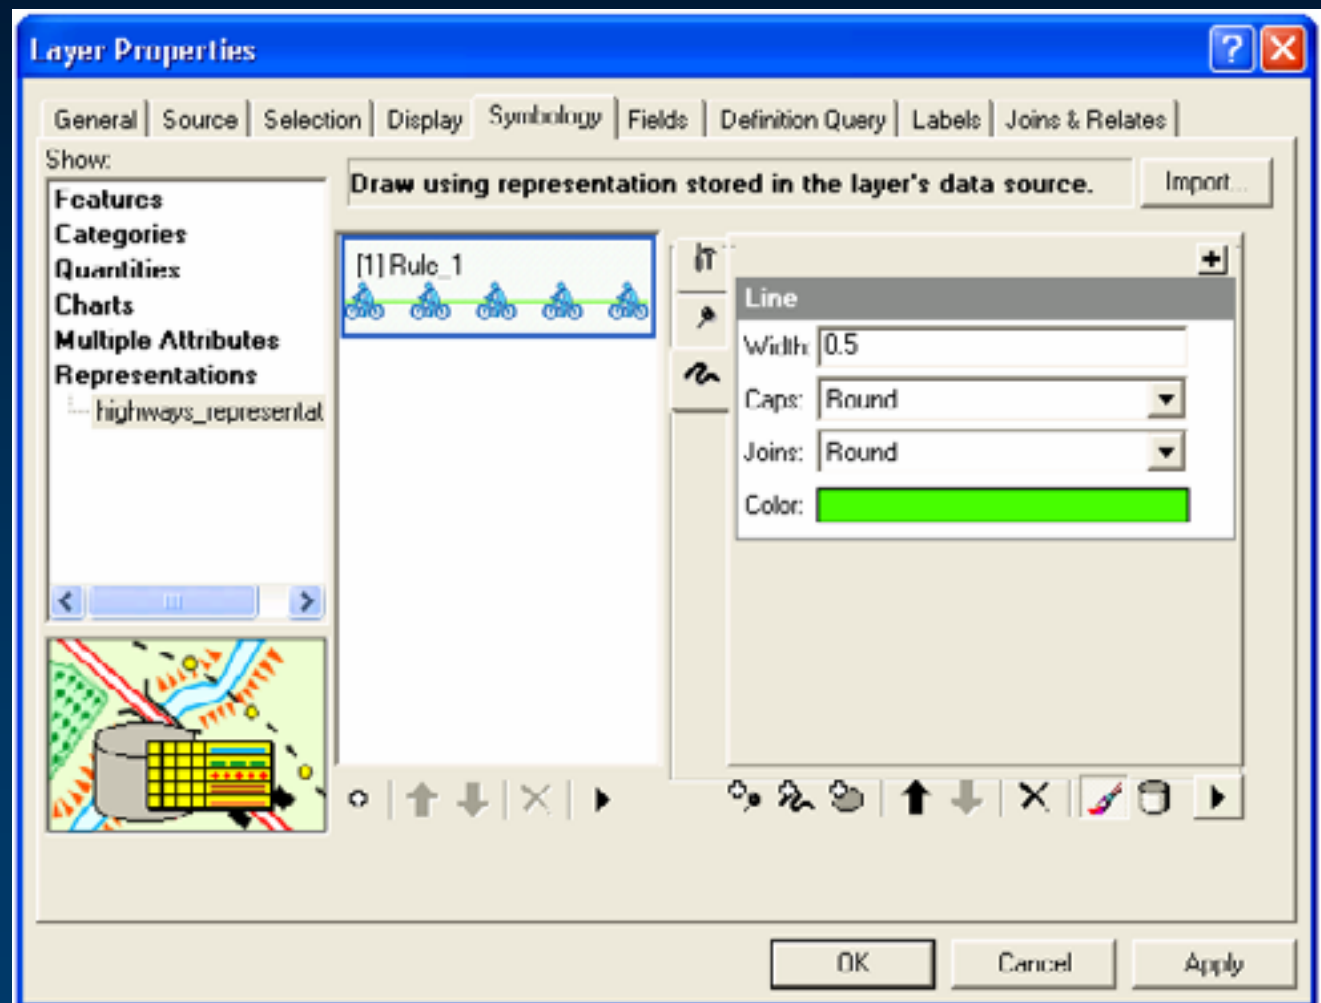 Layer Properties
General Source Selection Display Symbology Fields Definition Query Labels Joins & Relates
Show:
Draw using representation stored in the layer's data source.
Import...
Features
Categories
Quantities
Charts
Multiple Attributes
Representations
highways_representat
[1] Rule_1
Line
Width: 0.5
Caps: Round
Joins: Round
Color:
OK Cancel Apply